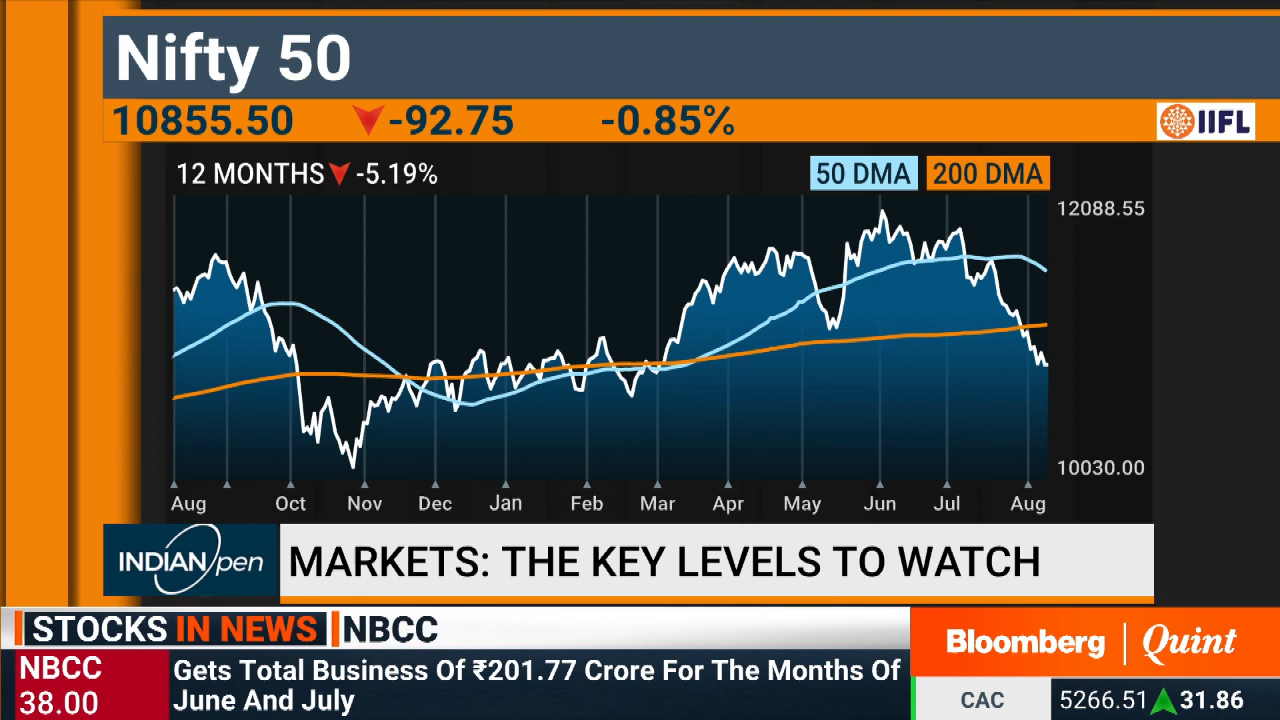 Nifty 50
10855.50 -92.75 -0.85%
IIFL
12 MONTHS -5.19%
50 DMA 200 DMA
12088.55
10030.00
Aug Oct Nov Dec Jan Feb Mar Apr May Jun Jul Aug
INDIAN Open MARKETS: THE KEY LEVELS TO WATCH
STOCKS IN NEWS NBCC
NBCC
38.00
Gets Total Business Of ₹201.77 Crore For The Months Of
June And July
Bloomberg | Quint
CAC 5266.51 31.86